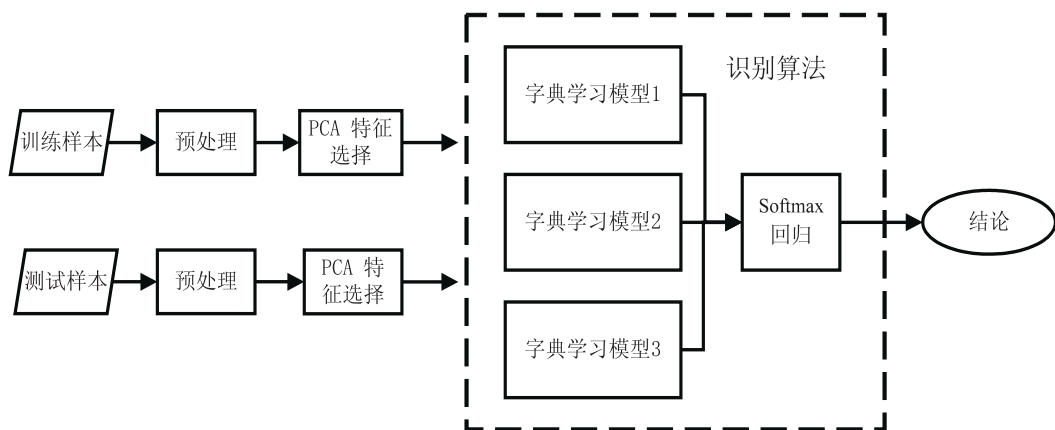 识别算法
字典学习模型1
训练样本
预处理
PCA 特征
选择
字典学习模型2
Softmax
回归
结论
测试样本
预处理
PCA 特
征选择
字典学习模型3